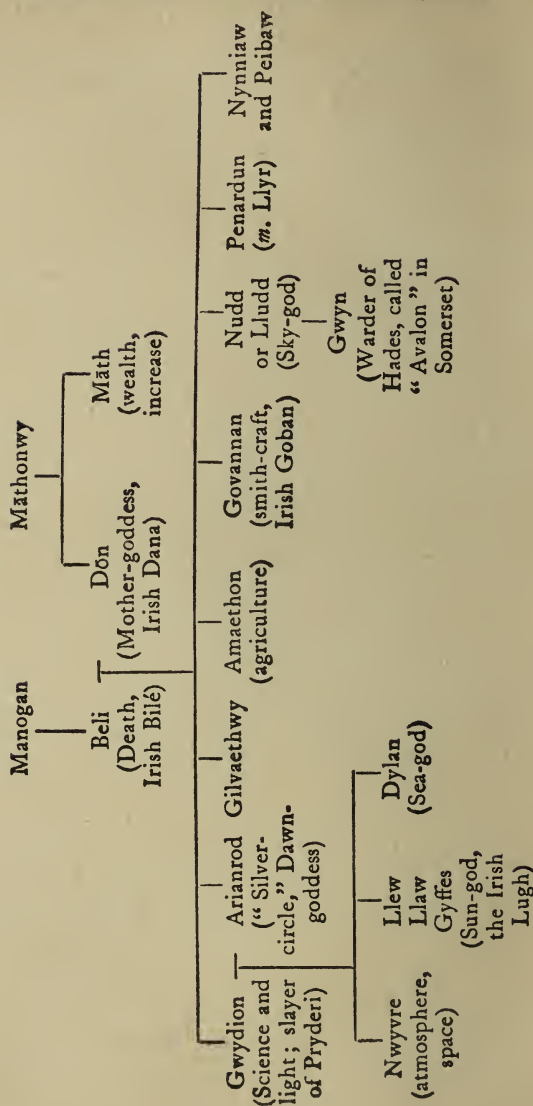 Manogan
Māthonwy
Beli
(Death,
Irish Bilé)
Dōn
(Mother-goddess,
Irish Dana)
Māth
(wealth,
increase)
Gwydion
(Science and
light; slayer
of Pryderi)
Arianrod
(“Silver-
circle,” Dawn-
goddess)
Gilvaethwy
Amaethon
(agriculture)
Govannan
(smith-craft,
Irish Goban)
Nudd
or Lludd
(Sky-god)
Penardun
(m. Llyr)
Nynniaw
and Peibaw
Gwyn
(Warder of
Hades, called
“Avalon” in
Somerset)
Nwyvre
(atmosphere,
space)
Llew
Llaw
Gyffes
(Sun-god,
the Irish
Lugh)
Dylan
(Sea-god)